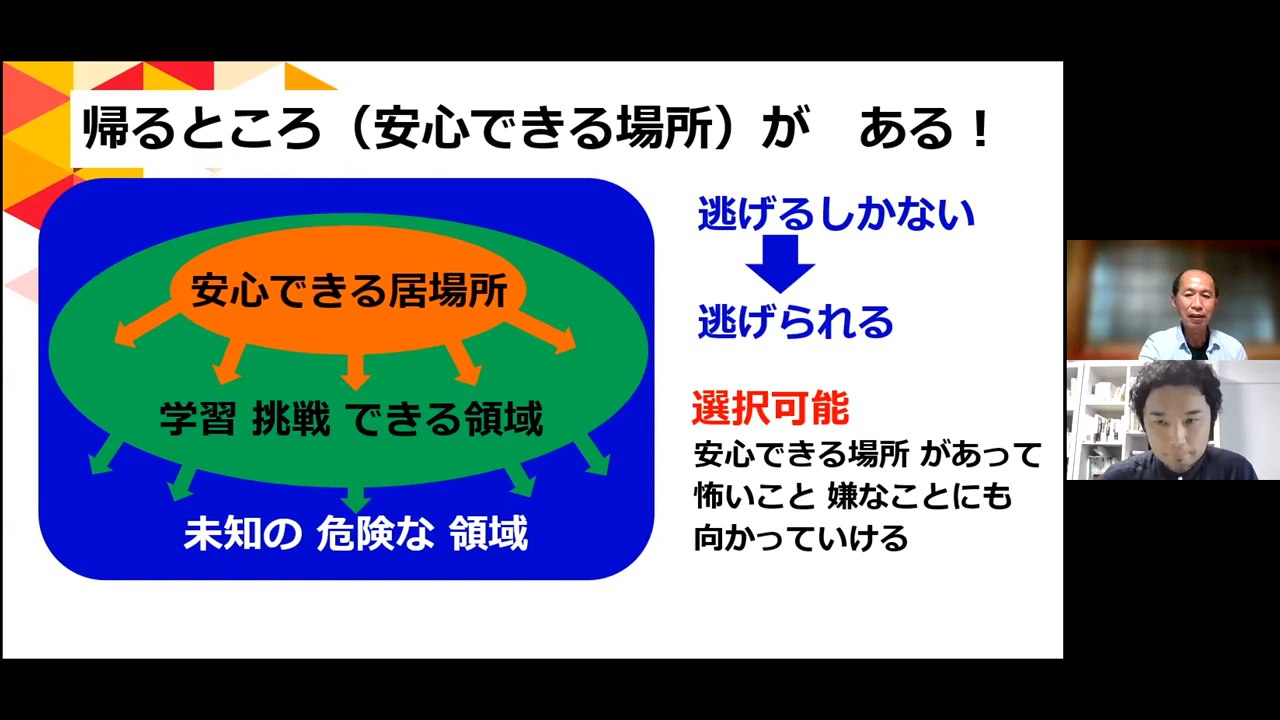 帰るところ（安心できる場所）が　ある！
安心できる居場所
学習 挑戦 できる領域
未知の 危険な 領域
逃げるしかない
逃げられる
選択可能
安心できる場所 があって
怖いこと 嫌なことにも
向かっていける